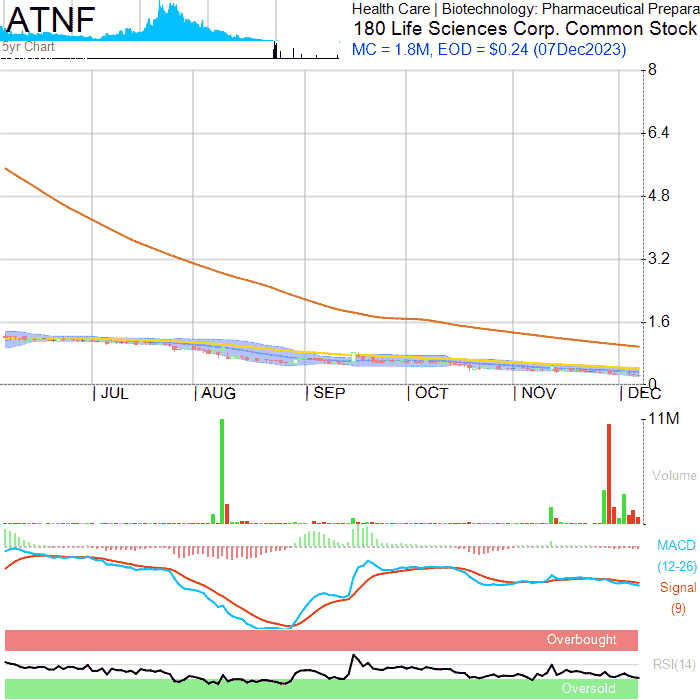 ATNF
5yr Chart
Health Care | Biotechnology: Pharmaceutical Prepara
180 Life Sciences Corp. Common Stock
MC = 1.8M, EOD = $0.24 (07Dec2023)
8
6.4
4.8
3.2
1.6
0
JUL AUG SEP OCT NOV DEC
11M
Volume
MACD
(12-26)
Signal
(9)
Overbought
RSI(14)
Oversold